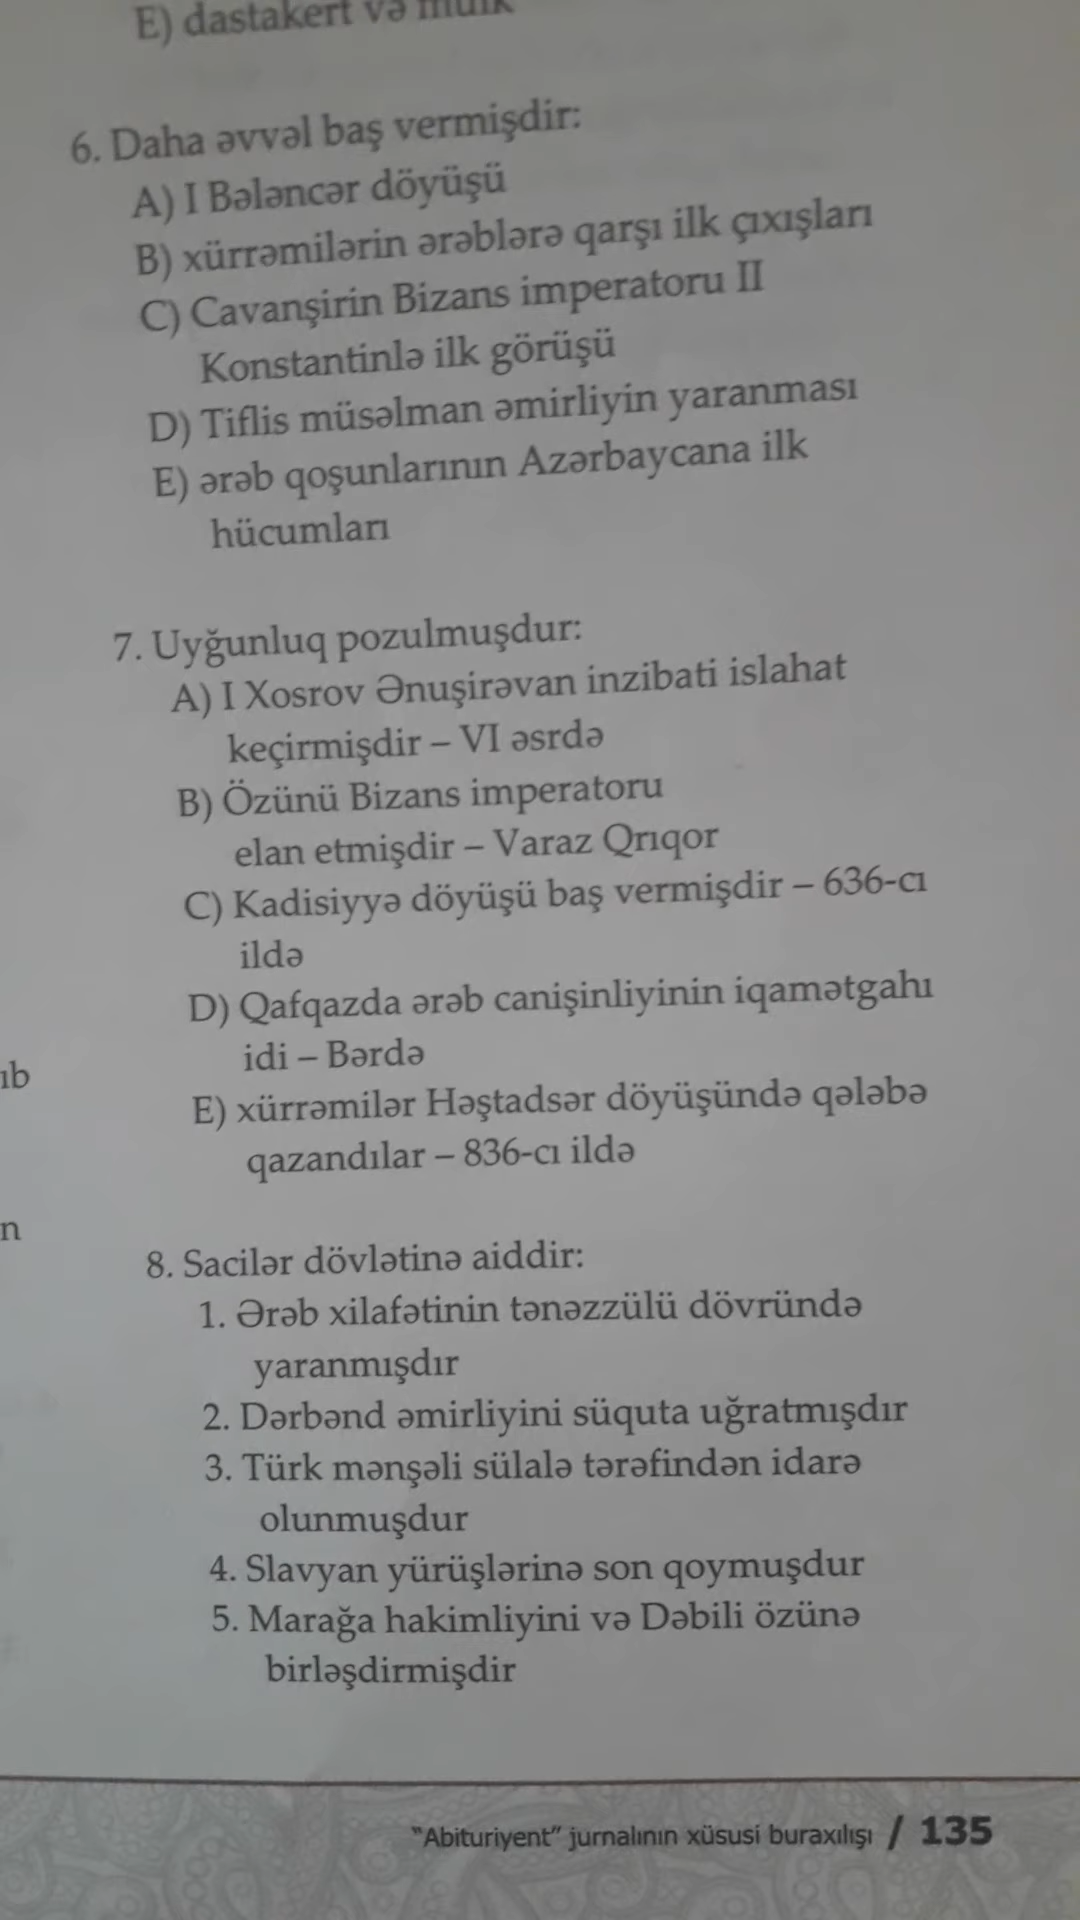 E) dastakert və mülk
6. Daha əvvəl baş vermişdir:
A) I Bələncər döyüşü
B) xürrəmilərin ərəblərə qarşı ilk çıxışları
C) Cavanşirin Bizans imperatoru II
Konstantinlə ilk görüşü
D) Tiflis müsəlman əmirliyin yaranması
E) ərəb qoşunlarının Azərbaycana ilk
hücumları
7. Uyğunluq pozulmuşdur:
A) I Xosrov Ənuşirəvan inzibati islahat
keçirmişdir – VI əsrdə
B) Özünü Bizans imperatoru
elan etmişdir – Varaz Qrıqor
C) Kadisiyyə döyüşü baş vermişdir – 636-cı
ildə
D) Qafqazda ərəb canişinliyinin iqamətgahı
idi – Bərdə
E) xürrəmilər Həştadsər döyüşündə qələbə
qazandılar – 836-cı ildə
ıb
n
8. Sacilər dövlətinə aiddir:
1. Ərəb xilafətinin tənəzzülü dövründə
yaranmışdır
2. Dərbənd əmirliyini süquta uğratmışdır
3. Türk mənşəli sülalə tərəfindən idarə
olunmuşdur
4. Slavyan yürüşlərinə son qoymuşdur
5. Marağa hakimliyini və Dəbili özünə
birləşdirmişdir
"Abituriyent" jurnalının xüsusi buraxılışı / 135